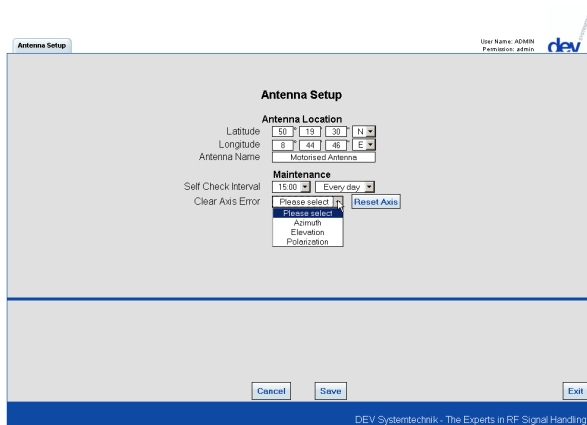 Antenna Setup
User Name: ADMIN
Permission: admin
dev
Antenna Setup
Antenna Location
Latitude 50 ° 19 ' 30 " N
Longitude 8 ° 44 ' 46 " E
Antenna Name Motorised Antenna
Maintenance
Self Check Interval 15:00 Every day
Clear Axis Error Please select Reset Axis
Please select
Azimuth
Elevation
Polarization
Cancel Save Exit
DEV Systemtechnik - The Experts in RF Signal Handling